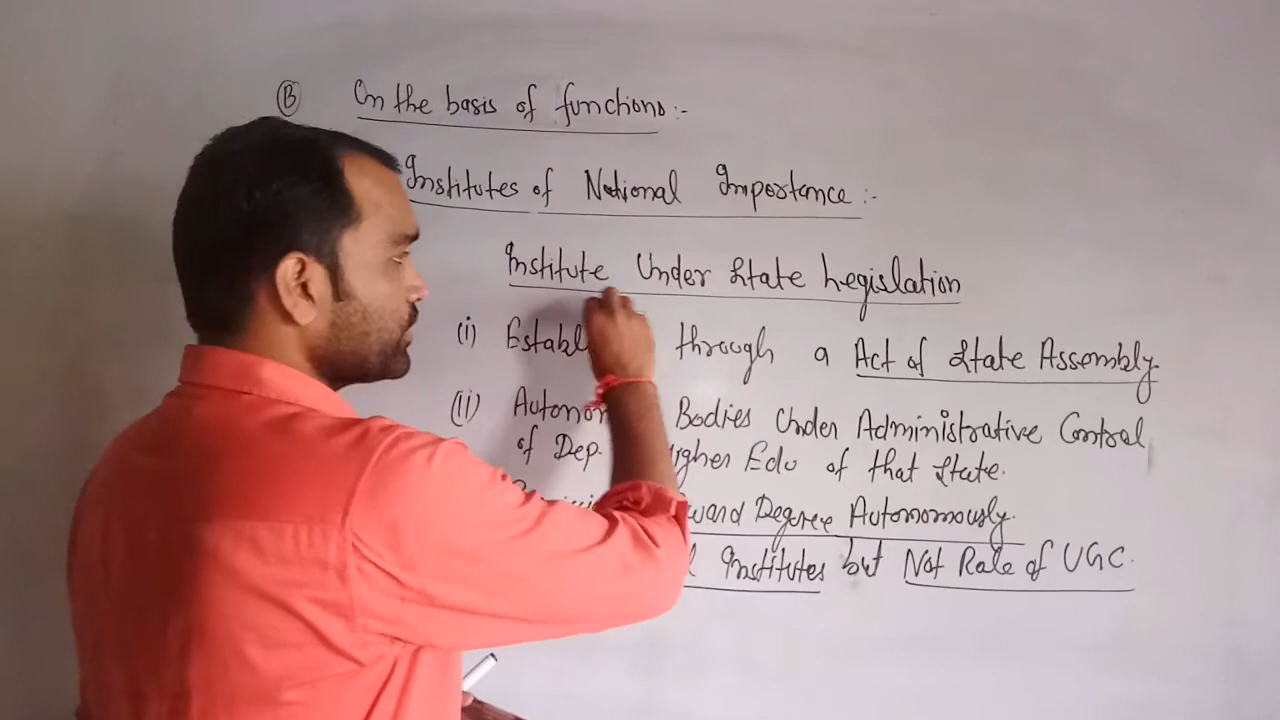 (B) On the basis of functions:-
Institutes of National Importance:-
Institute Under State Legislation
(i) Establ through a Act of State Assembly
(ii) Autonom Bodies Under Administrative Control
of Dep. igher Edu of that State.
ward Degree Autonomously.
Institutes but Not Role of UGC.